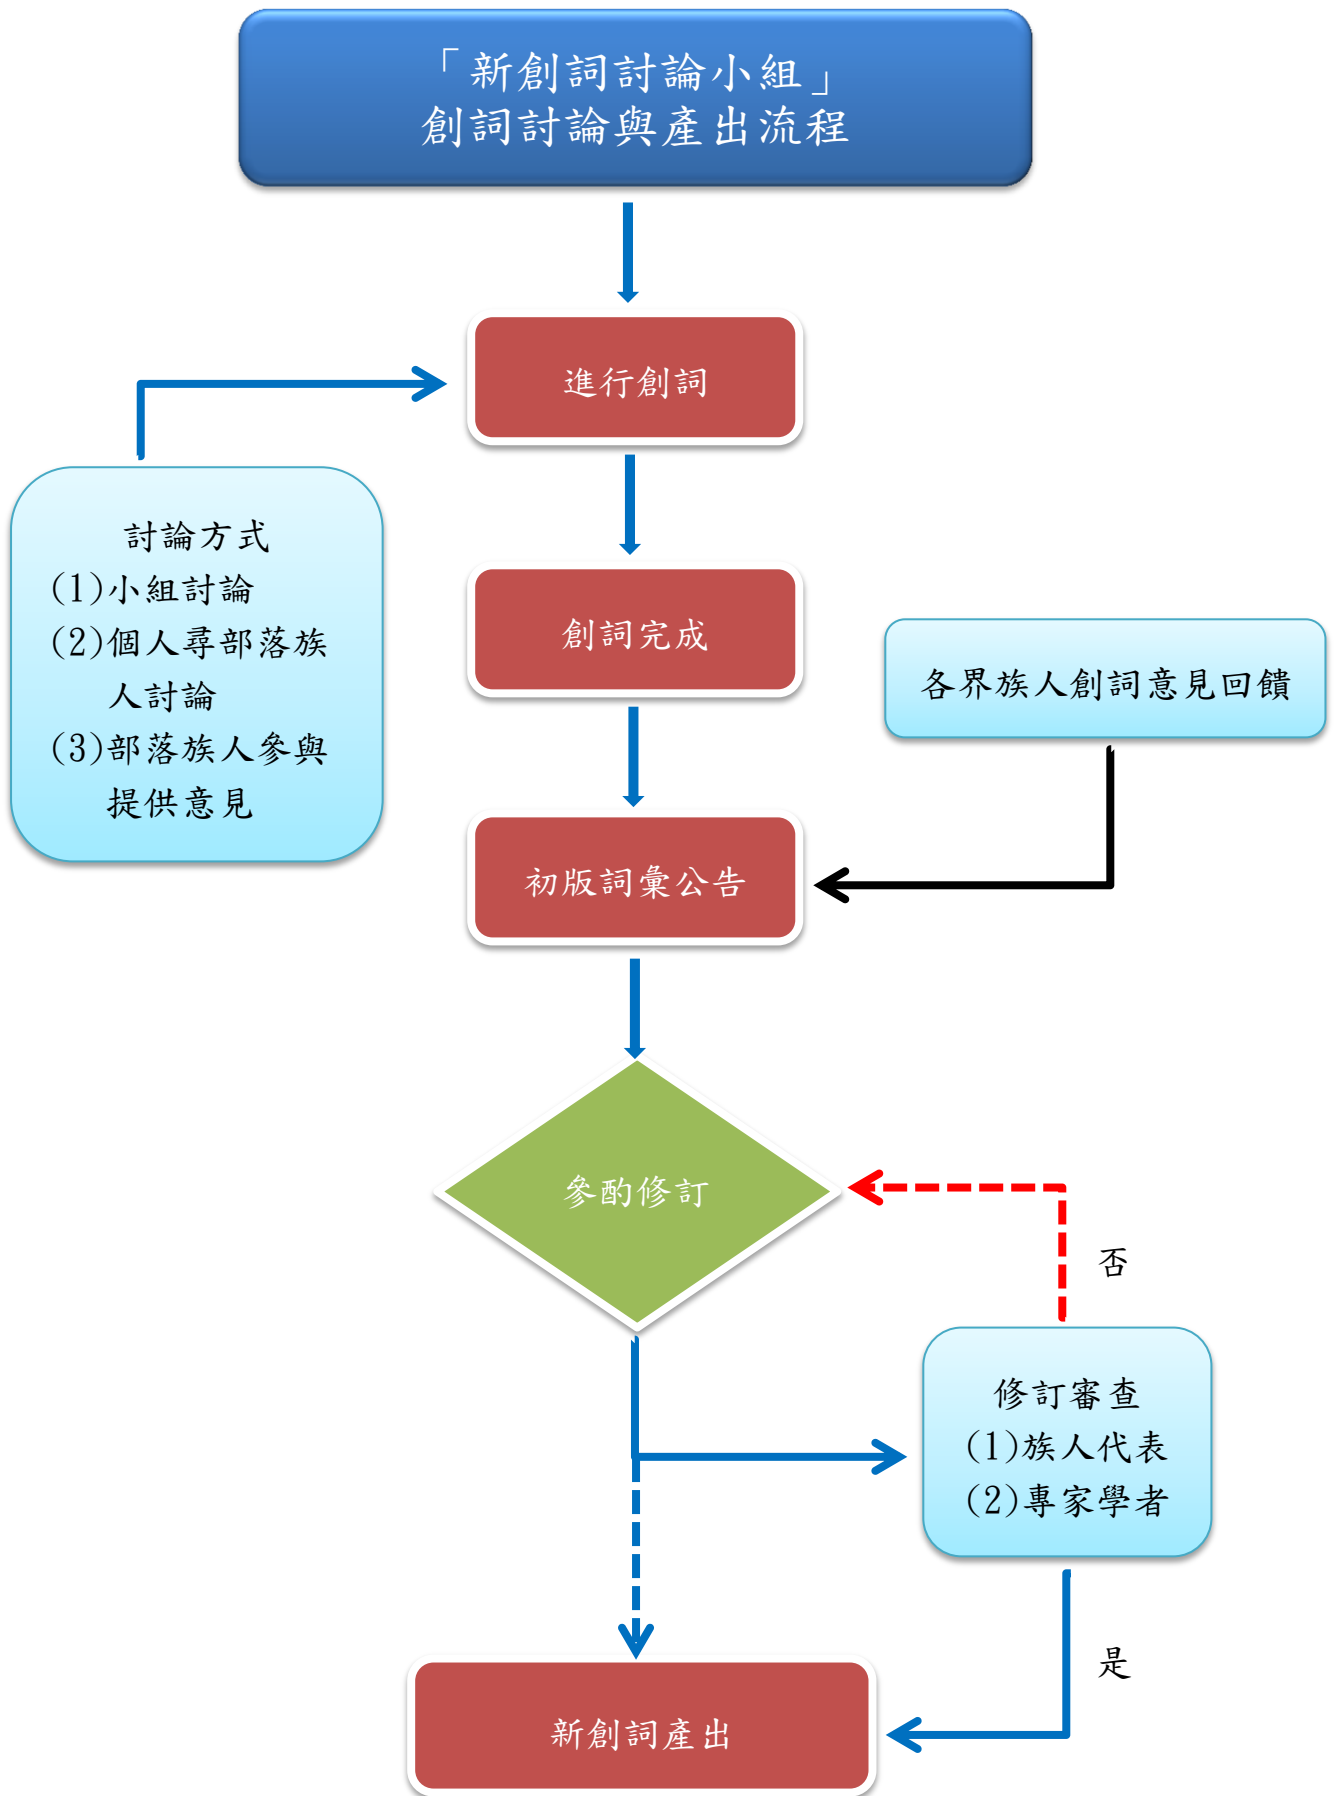 「新創詞討論小組」
創詞討論與產出流程
進行創詞
討論方式
(1)小組討論
(2)個人尋部落族
人討論
(3)部落族人參與
提供意見
創詞完成
各界族人創詞意見回饋
初版詞彙公告
參酌修訂
否
修訂審查
(1)族人代表
(2)專家學者
是
新創詞產出